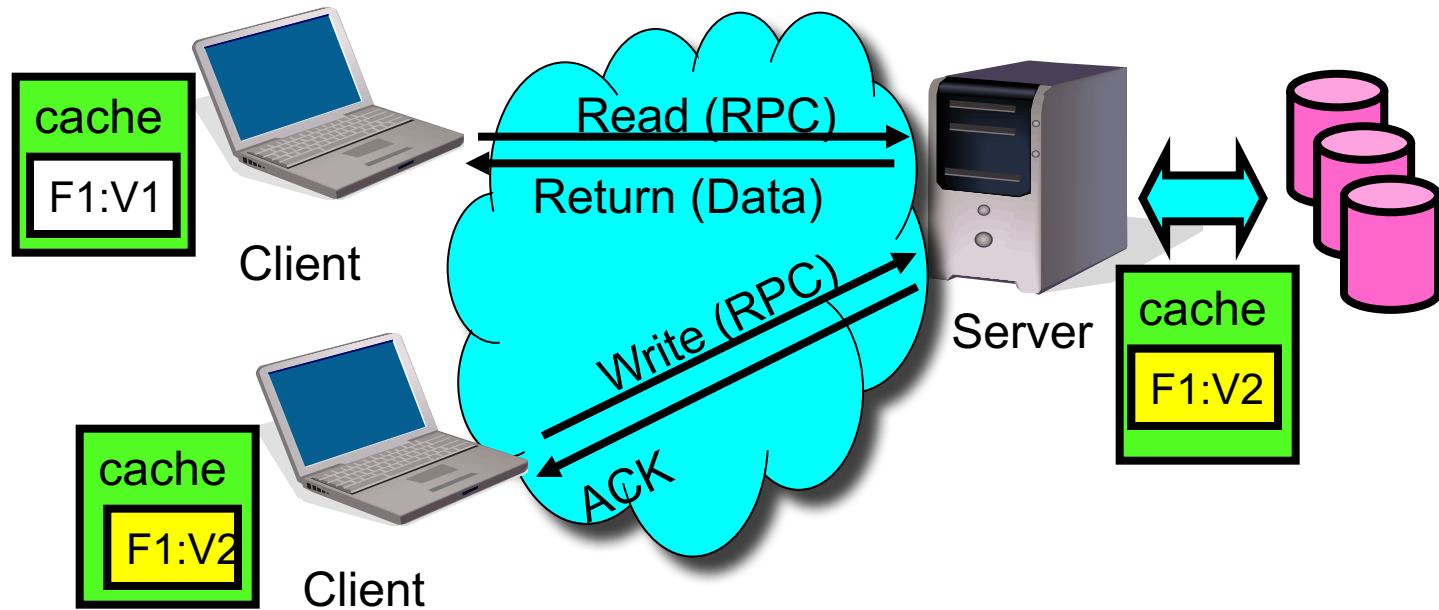 cache
F1:V1
Client
Read (RPC)
Return (Data)
Write (RPC)
ACK
Server
cache
F1:V2
cache
F1:V2
Client